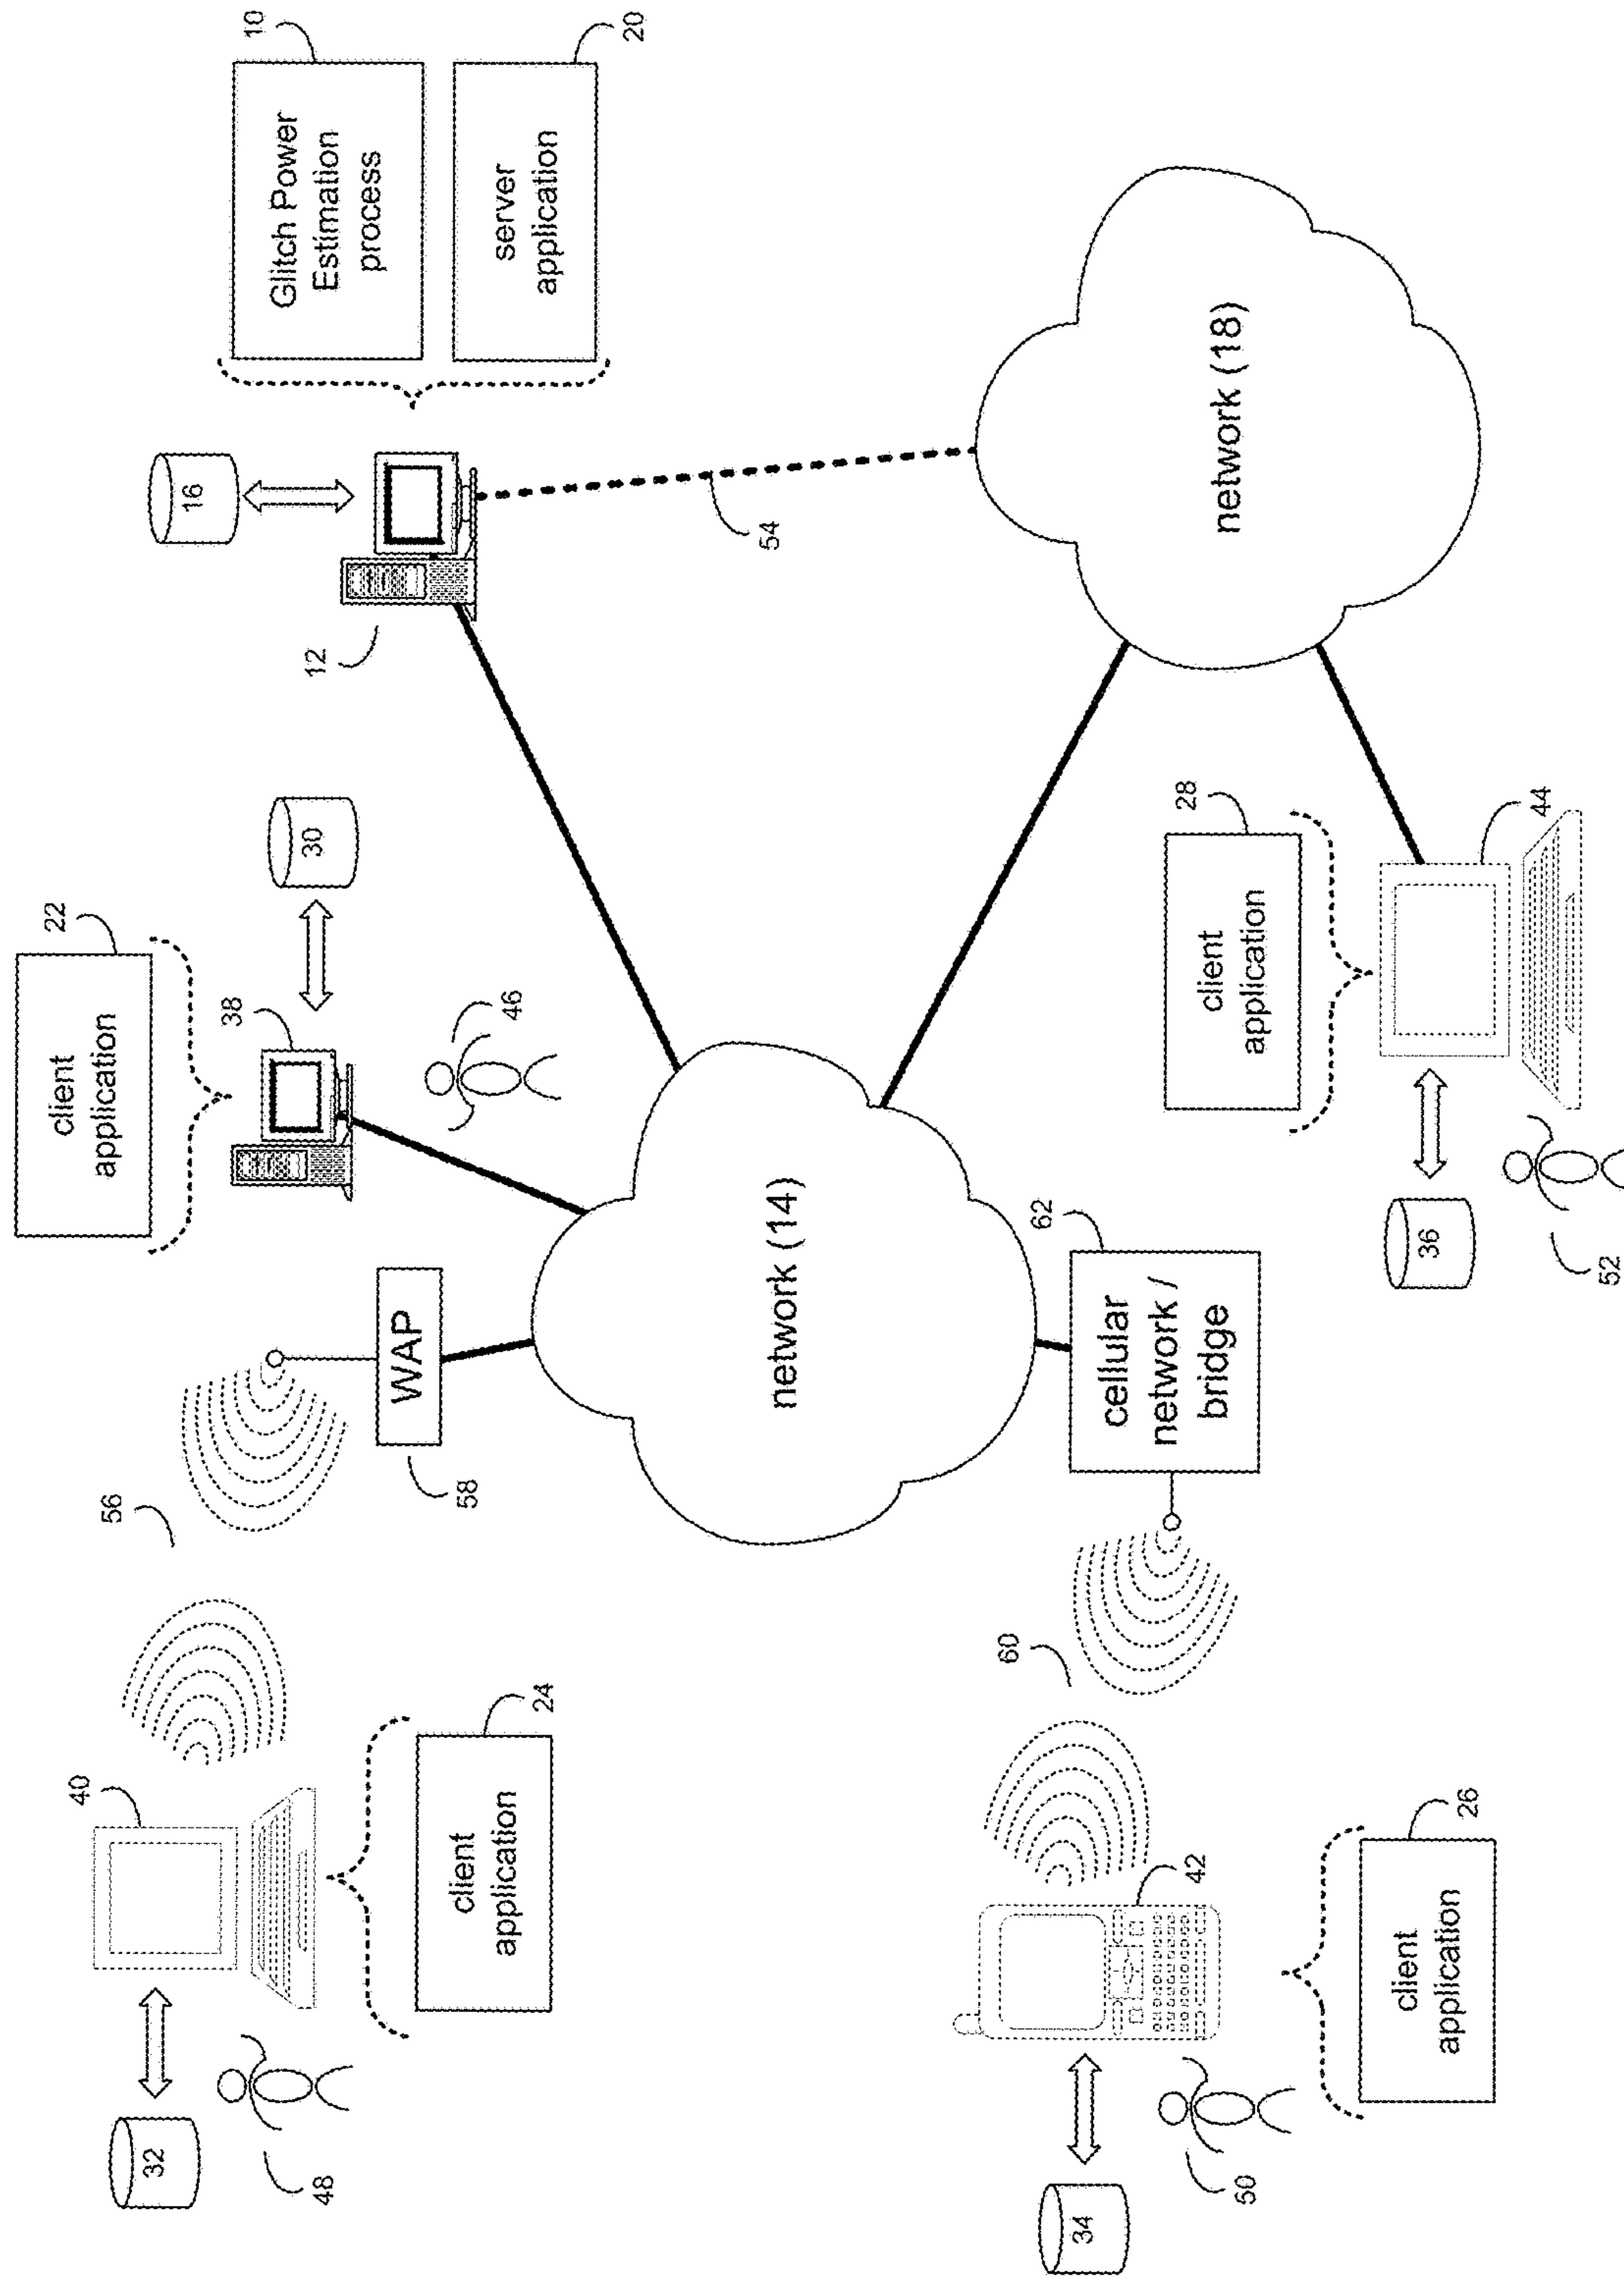 40
32
48
client
application
24
56
58
WAP
client
application
22
38
30
46
16
12
10
Glitch Power
Estimation
process
20
server
application
54
network (14)
network (18)
60
62
cellular
network /
bridge
34
50
42
client
application
26
28
client
application
36
44
52